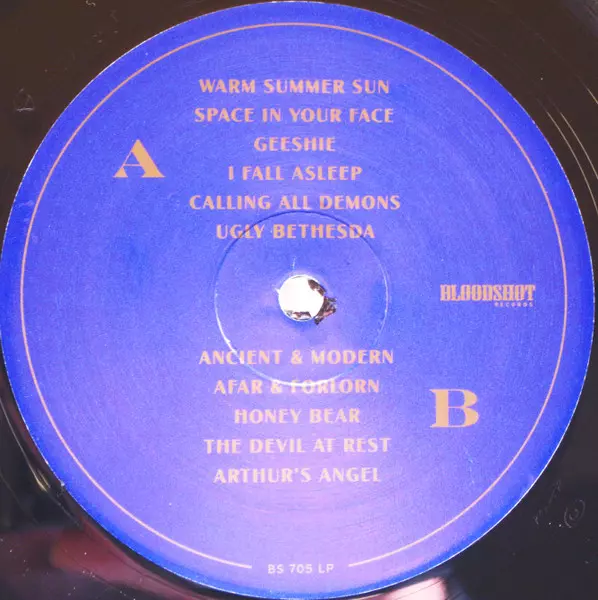 WARM SUMMER SUN
SPACE IN YOUR FACE
GEESHIE
A
I FALL ASLEEP
CALLING ALL DEMONS
UGLY BETHESDA
BLOODSHOT
RECORDS
ANCIENT & MODERN
AFAR & FORLORN
B
HONEY BEAR
THE DEVIL AT REST
ARTHUR'S ANGEL
BS 705 LP